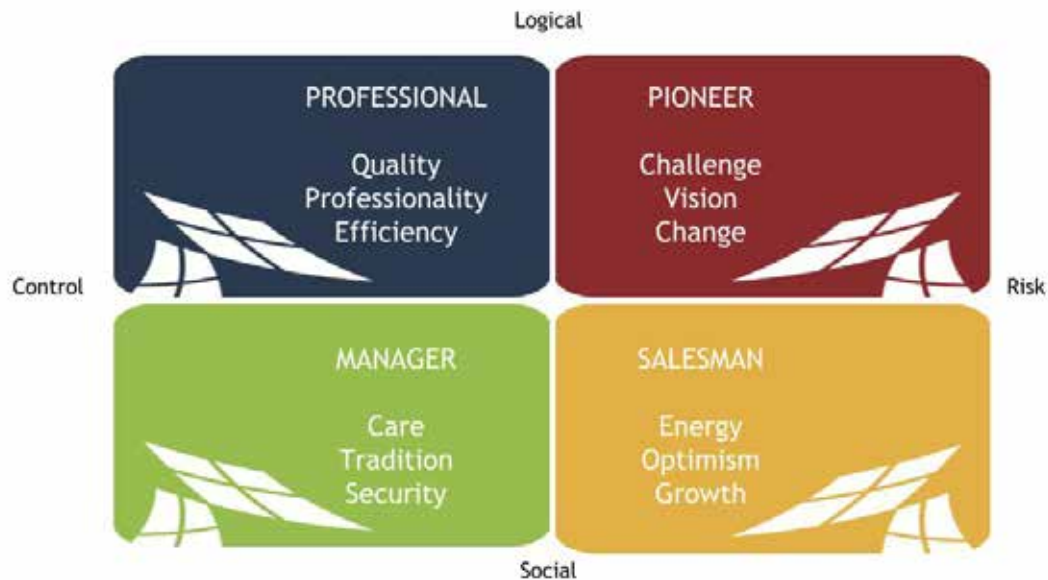 Logical
PROFESSIONAL
Quality
Professionality
Efficiency
PIONEER
Challenge
Vision
Change
Control
Risk
MANAGER
Care
Tradition
Security
SALESMAN
Energy
Optimism
Growth
Social